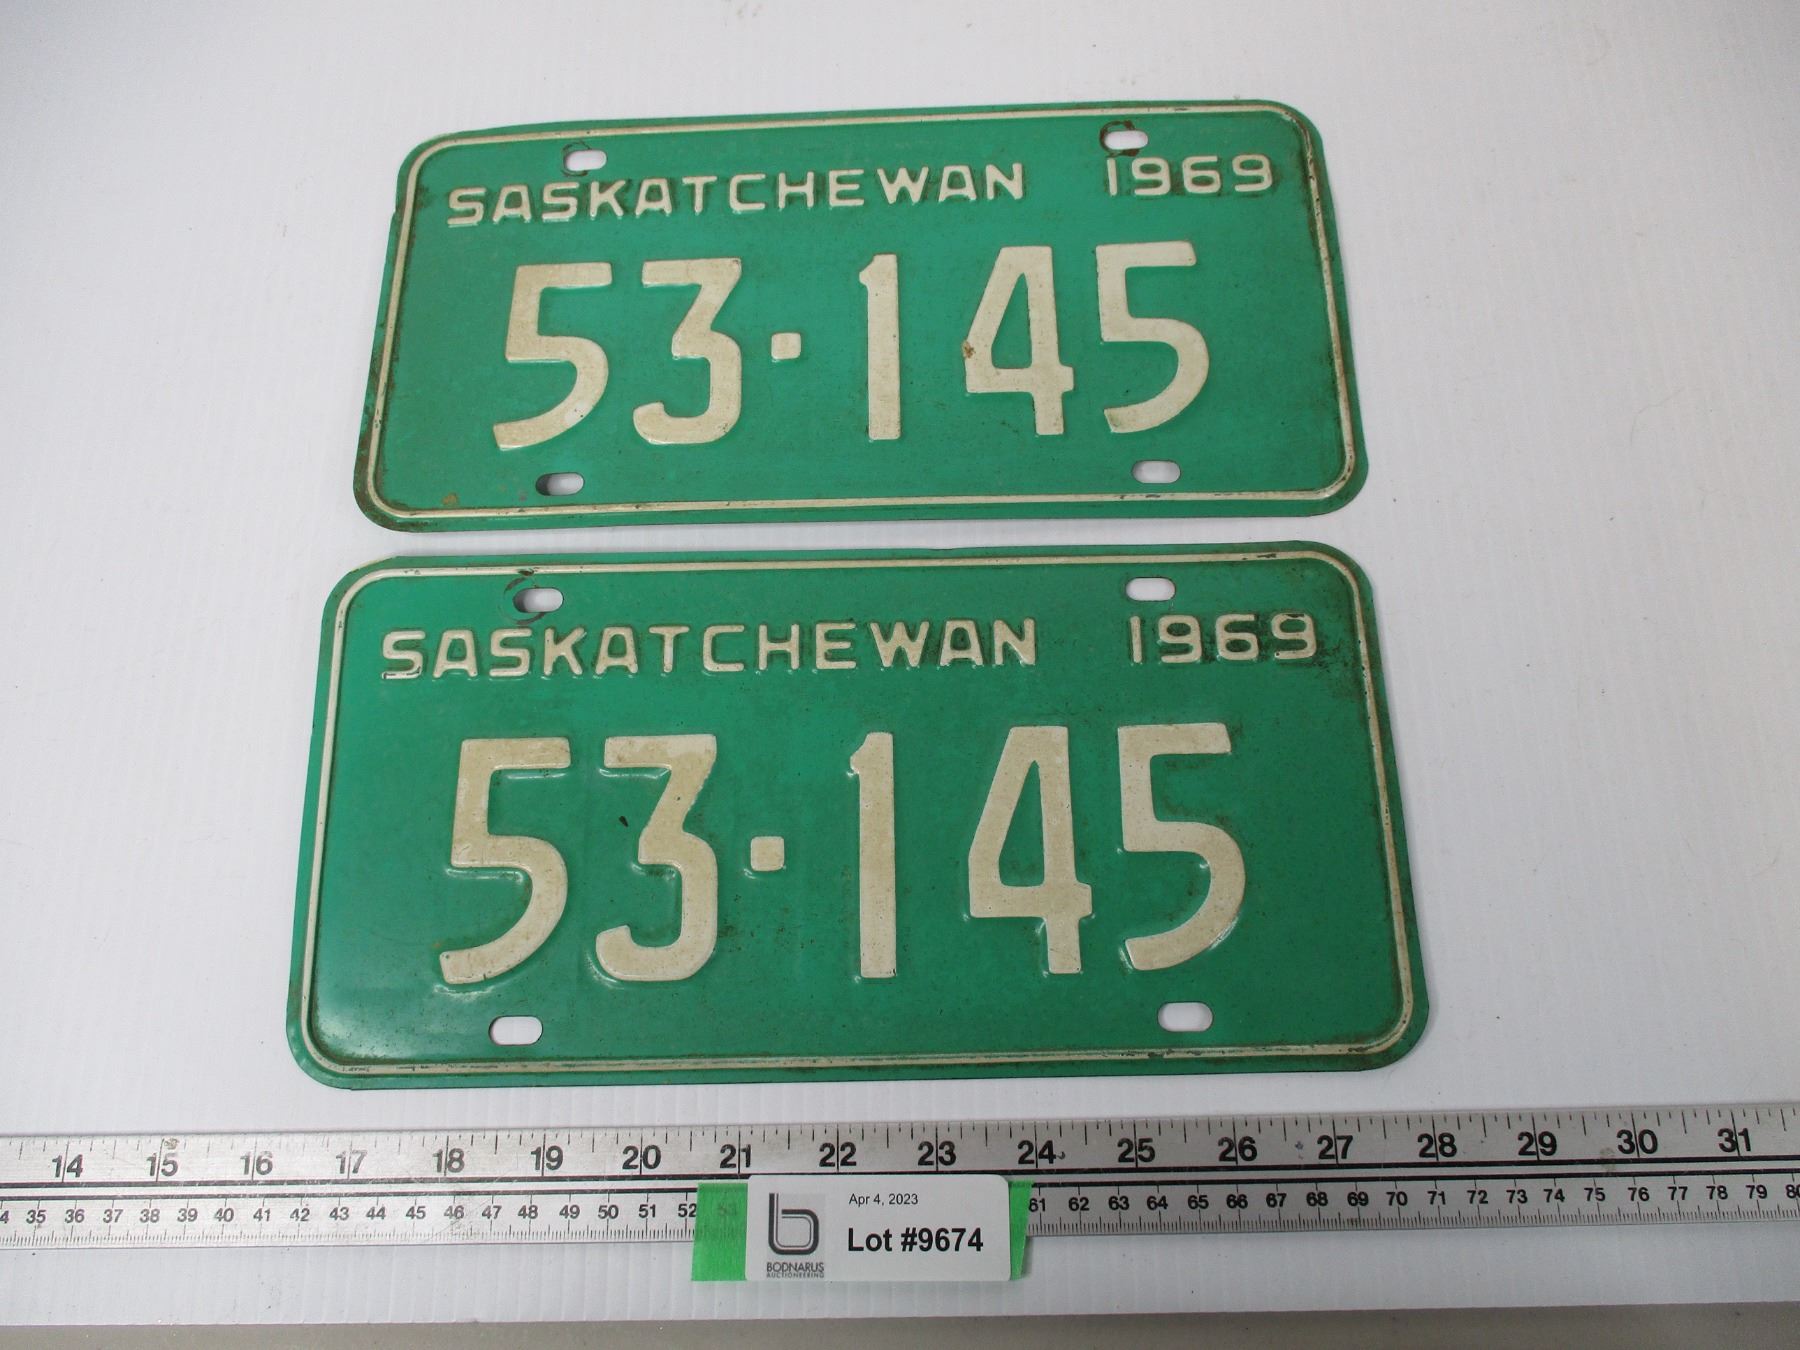 SASKATCHEWAN 1969
53·145
SASKATCHEWAN 1969
53·145
14 15 16 17 18 19 20 21 22 23 24 25 26 27 28 29 30 31
35 36 37 38 39 40 41 42 43 44 45 46 47 48 49 50 51 52 53 61 62 63 64 65 66 67 68 69 70 71 72 73 74 75 76 77 78 79
Apr 4, 2023
Lot #9674
b
BODNARUS
AUCTIONEERING